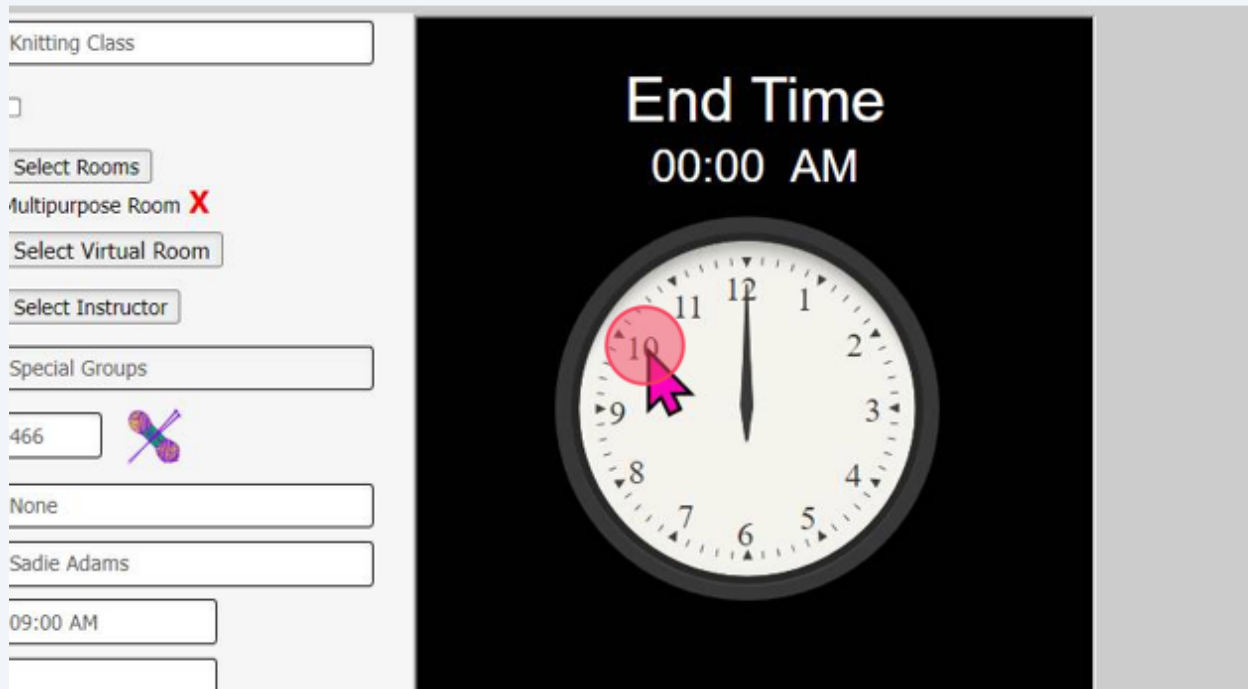 Knitting Class
Select Rooms
Multipurpose Room X
Select Virtual Room
Select Instructor
Special Groups
466
None
Sadie Adams
09:00 AM
End Time
00:00 AM
12
1
2
3
4
5
6
7
8
9
10
11